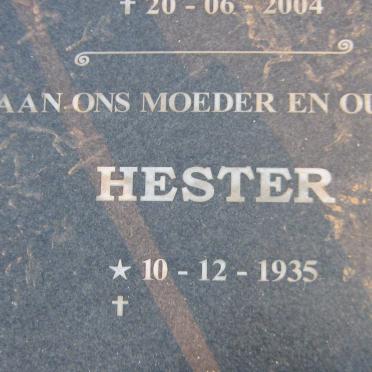 ✝ 20 - 06 - 2004
AAN ONS MOEDER EN OU
HESTER
★ 10 - 12 - 1935
✝